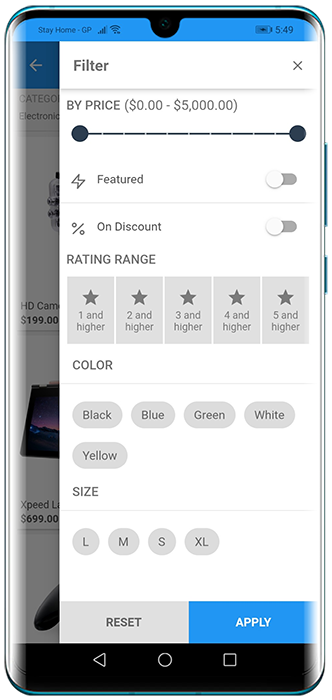 Stay Home - GP
5:49
Filter
CATEGO
BY PRICE ($0.00 - $5,000.00)
Electronic
Featured
On Discount
RATING RANGE
1 and higher
2 and higher
3 and higher
4 and higher
5 and higher
HD Came
$199.00
COLOR
Black
Blue
Green
White
Yellow
SIZE
Xpeed La
$699.00
L
M
S
XL
RESET
APPLY